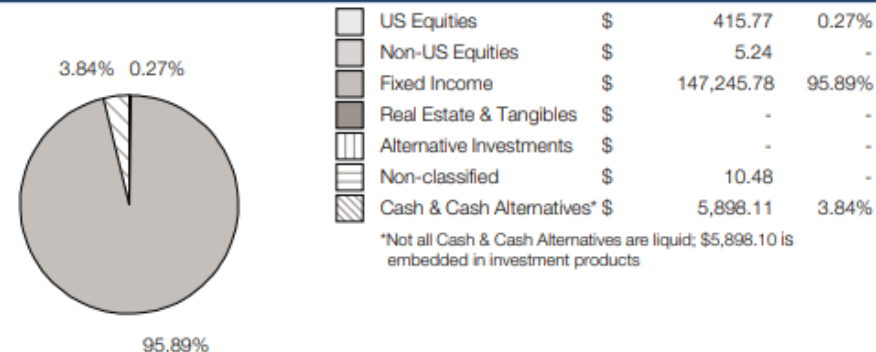 3.84% 0.27%
95.89%
US Equities $ 415.77 0.27%
Non-US Equities $ 5.24 -
Fixed Income $ 147,245.78 95.89%
Real Estate & Tangibles $ - -
Alternative Investments $ - -
Non-classified $ 10.48 -
Cash & Cash Alternatives* $ 5,898.11 3.84%
*Not all Cash & Cash Alternatives are liquid; $5,898.10 is
embedded in investment products